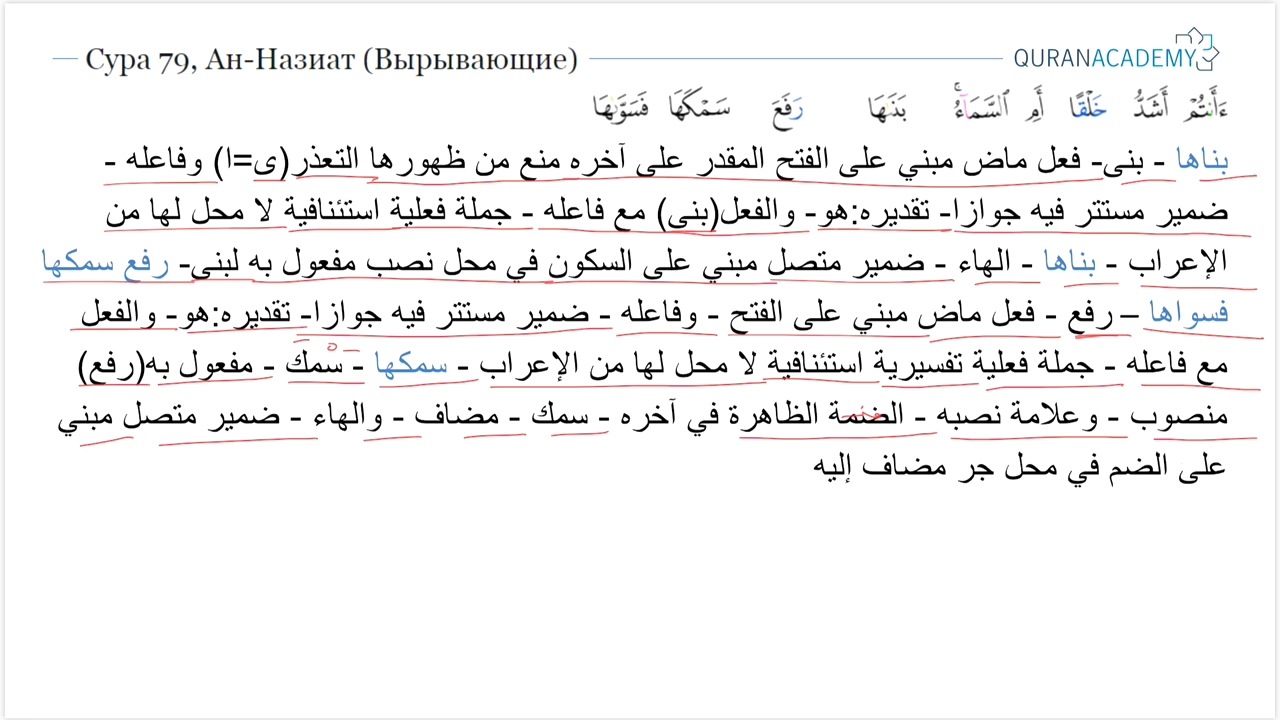 Сура 79, Ан-Назиат (Вырывающие)
QURANACADEMY
ءَأَنتُمْ أَشَدُّ خَلْقًا أَمِ ٱلسَّمَآءُ ۚ بَنَىٰهَا رَفَعَ سَمْكَهَا فَسَوَّىٰهَا
بناها - بنى- فعل ماض مبني على الفتح المقدر على آخره منع من ظهورها التعذر(ى=ا) وفاعله -
ضمير مستتر فيه جوازا- تقديره:هو- والفعل(بنى) مع فاعله - جملة فعلية استئنافية لا محل لها من
الإعراب - بناها - الهاء - ضمير متصل مبني على السكون في محل نصب مفعول به لبنى- رفع سمكها
فسواها – رفع - فعل ماض مبني على الفتح - وفاعله - ضمير مستتر فيه جوازا- تقديره:هو- والفعل
مع فاعله - جملة فعلية تفسيرية استئنافية لا محل لها من الإعراب - سمكها - سمك - مفعول به(رفع)
منصوب - وعلامة نصبه - الضمة الظاهرة في آخره - سمك - مضاف - والهاء - ضمير متصل مبني
على الضم في محل جر مضاف إليه